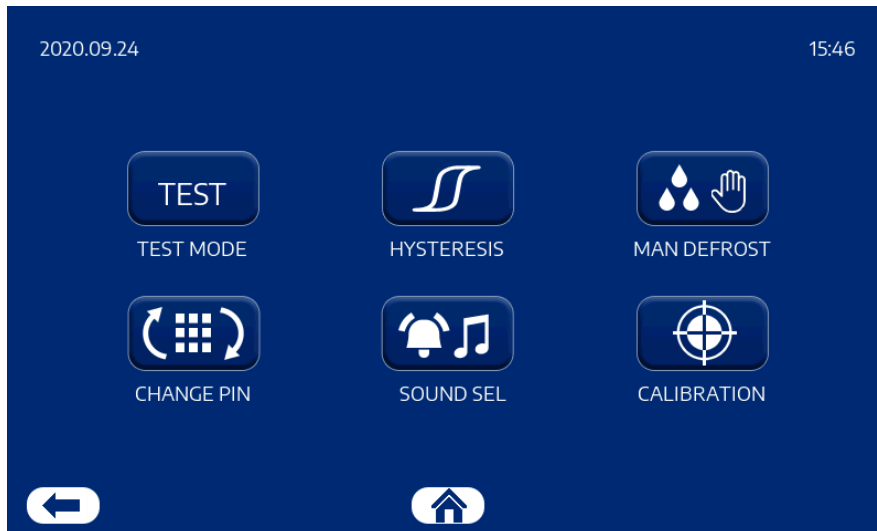 2020.09.24 15:46
TEST
TEST MODE HYSTERESIS MAN DEFROST
CHANGE PIN SOUND SEL CALIBRATION